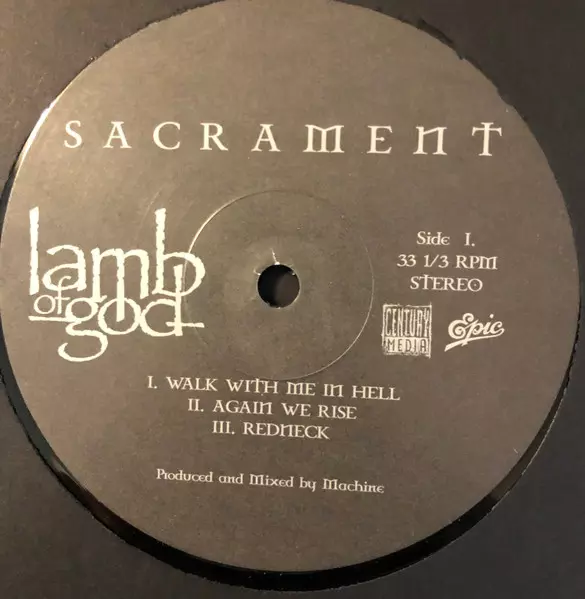 SACRAMENT
lamb
of god
Side I.
33 1/3 RPM
STEREO
CENTURY
MEDIA
Epic
I. WALK WITH ME IN HELL
II. AGAIN WE RISE
III. REDNECK
Produced and Mixed by Machine